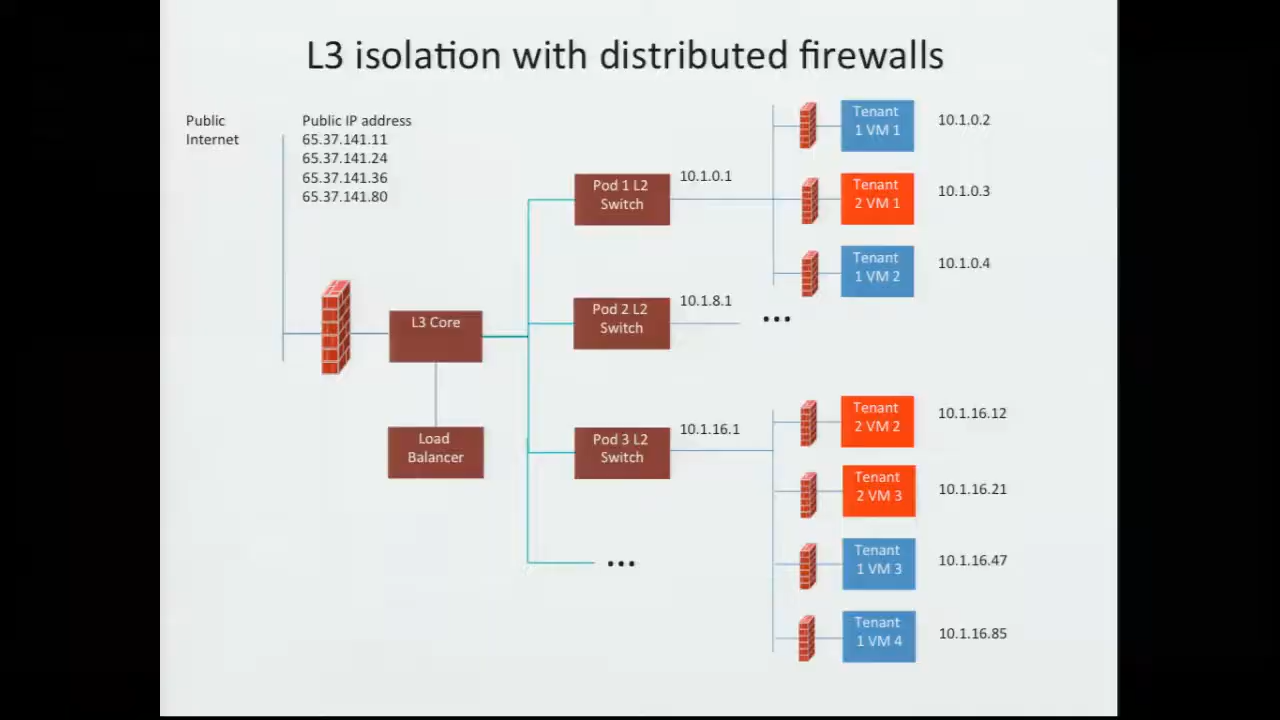 L3 isolation with distributed firewalls
Public
Internet
Public IP address
65.37.141.11
65.37.141.24
65.37.141.36
65.37.141.80
L3 Core
Load
Balancer
Pod 1 L2
Switch
10.1.0.1
Pod 2 L2
Switch
10.1.8.1
...
Pod 3 L2
Switch
10.1.16.1
...
Tenant
1 VM 1
10.1.0.2
Tenant
2 VM 1
10.1.0.3
Tenant
1 VM 2
10.1.0.4
Tenant
2 VM 2
10.1.16.12
Tenant
2 VM 3
10.1.16.21
Tenant
1 VM 3
10.1.16.47
Tenant
1 VM 4
10.1.16.85